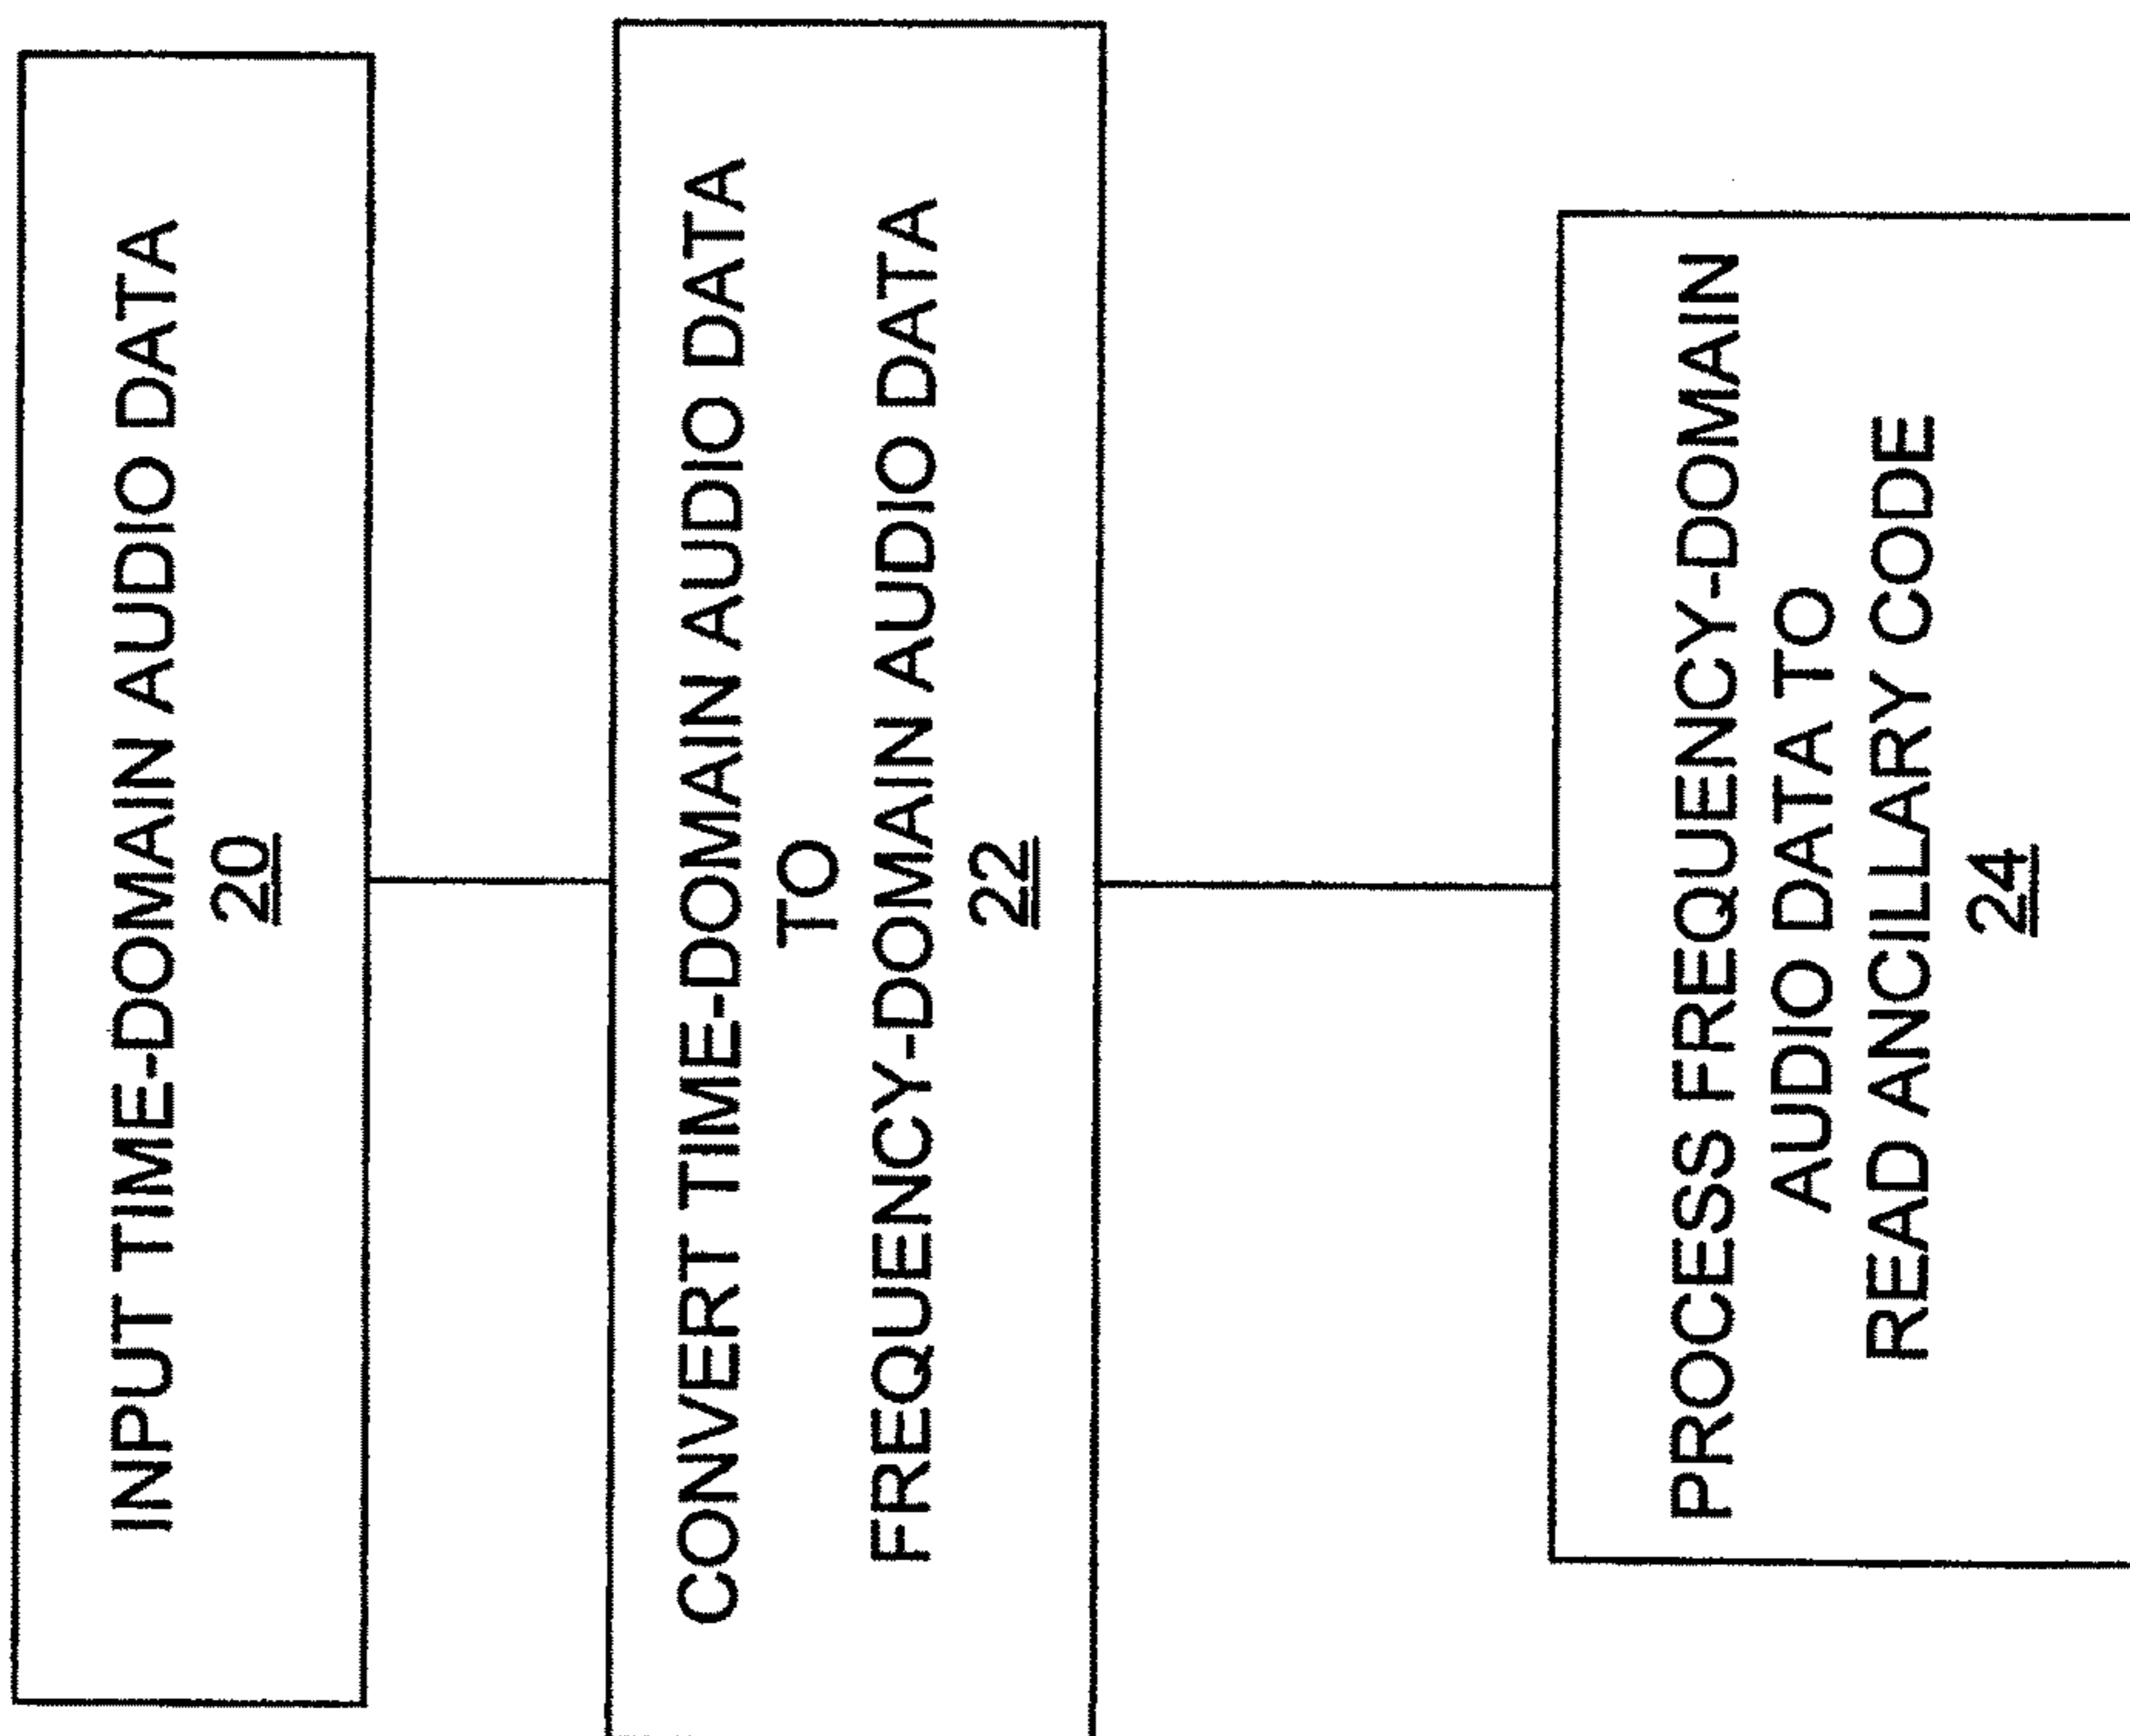 INPUT TIME-DOMAIN AUDIO DATA
20
CONVERT TIME-DOMAIN AUDIO DATA
TO
FREQUENCY-DOMAIN AUDIO DATA
22
PROCESS FREQUENCY-DOMAIN
AUDIO DATA TO
READ ANCILLARY CODE
24